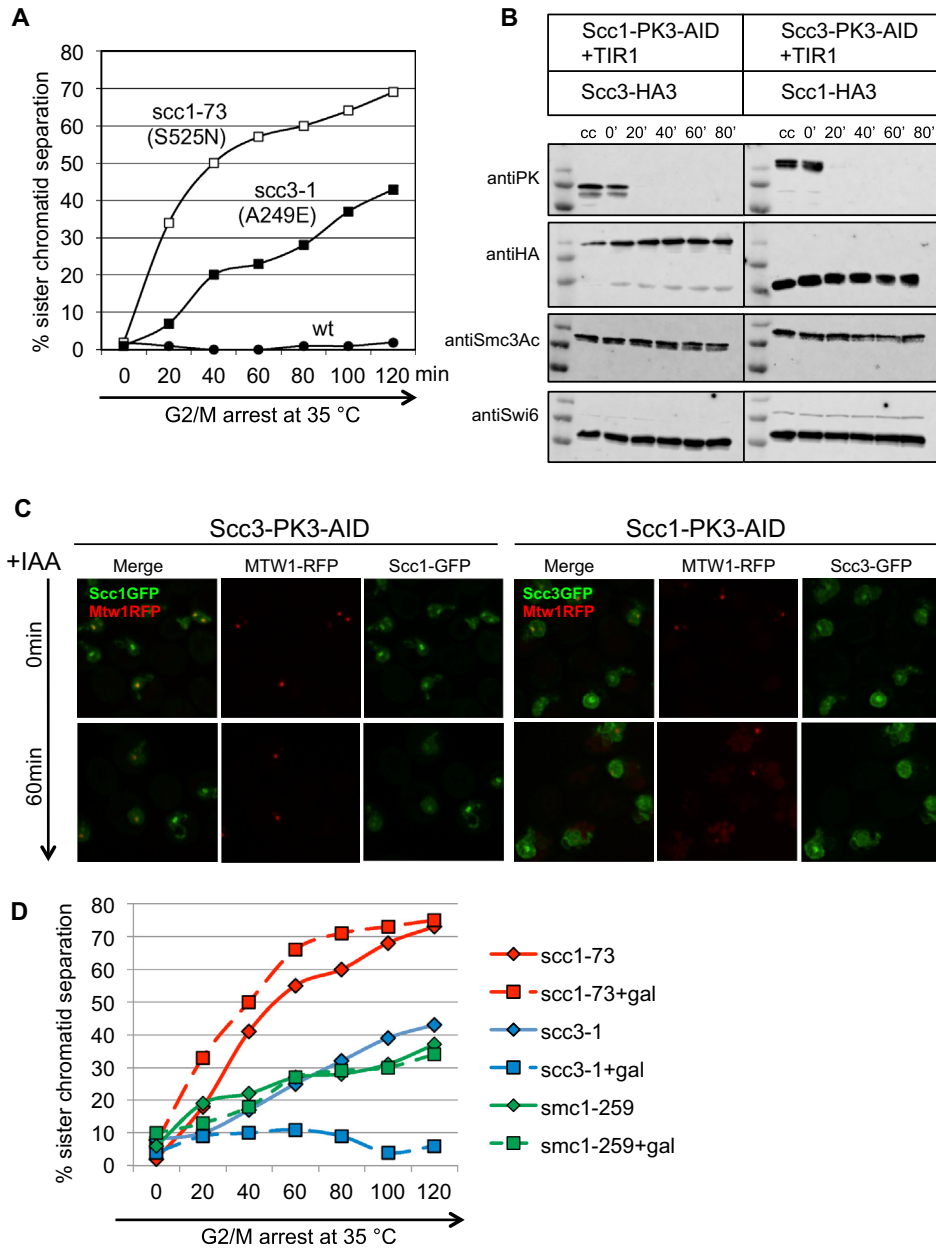 A
80
70
60
50
40
30
20
10
0
% sister chromatid separation
scc1-73
(S525N)
scc3-1
(A249E)
wt
0 20 40 60 80 100 120 min
G2/M arrest at 35 °C
B
Scc1-PK3-AID
+TIR1
Scc3-PK3-AID
+TIR1
Scc3-HA3
Scc1-HA3
cc 0' 20' 40' 60' 80'
cc 0' 20' 40' 60' 80'
antiPK
antiHA
antiSmc3Ac
antiSwi6
C
Scc3-PK3-AID
Scc1-PK3-AID
+IAA
Merge
MTW1-RFP
Scc1-GFP
Merge
MTW1-RFP
Scc3-GFP
Scc1GFP
Mtw1RFP
Scc3GFP
Mtw1RFP
0min
60min
D
80
70
60
50
40
30
20
10
0
% sister chromatid separation
0 20 40 60 80 100 120
G2/M arrest at 35 °C
scc1-73
scc1-73+gal
scc3-1
scc3-1+gal
smc1-259
smc1-259+gal